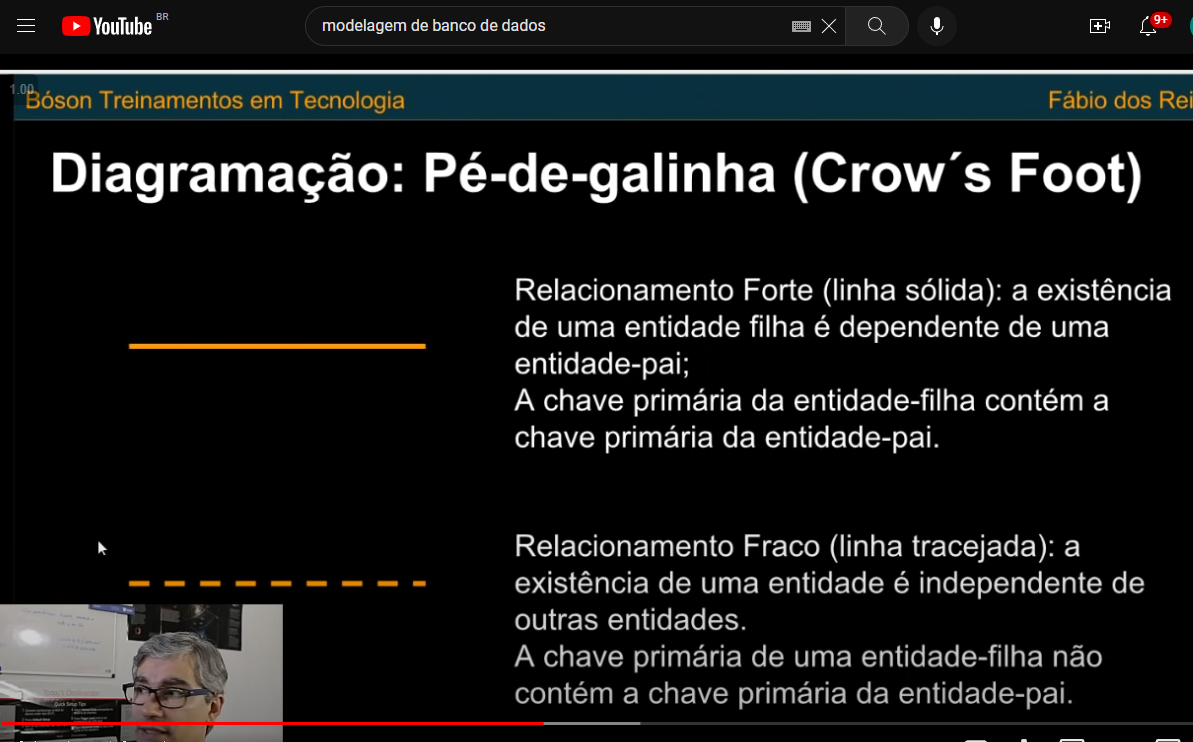 YouTube BR
modelagem de banco de dados
9+
1.00
Bóson Treinamentos em Tecnologia
Fábio dos Rei
Diagramação: Pé-de-galinha (Crow´s Foot)
Relacionamento Forte (linha sólida): a existência
de uma entidade filha é dependente de uma
entidade-pai;
A chave primária da entidade-filha contém a
chave primária da entidade-pai.
Relacionamento Fraco (linha tracejada): a
existência de uma entidade é independente de
outras entidades.
A chave primária de uma entidade-filha não
contém a chave primária da entidade-pai.
Quick Setup Tips